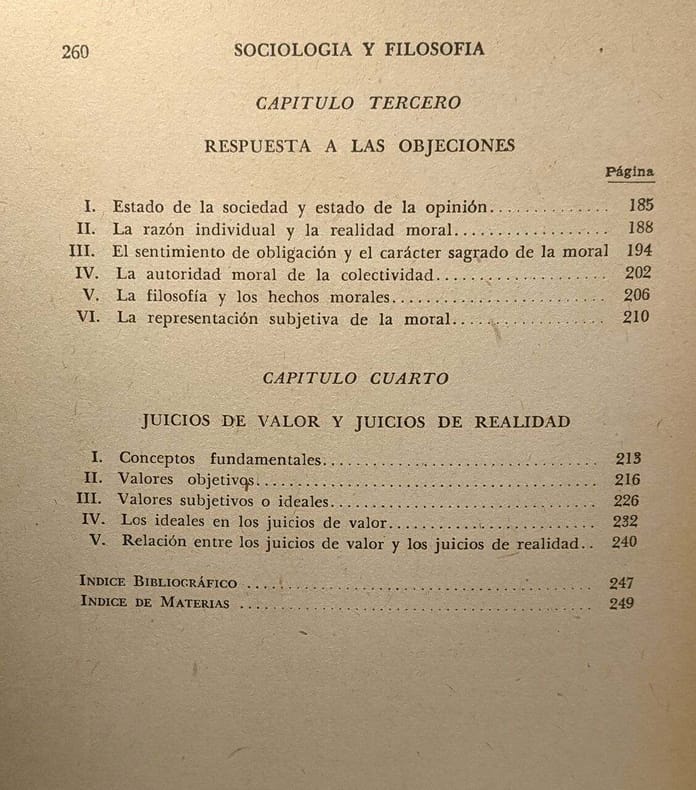 260 SOCIOLOGIA Y FILOSOFIA
CAPITULO TERCERO
RESPUESTA A LAS OBJECIONES
Página
I. Estado de la sociedad y estado de la opinión.............. 185
II. La razón individual y la realidad moral.................. 188
III. El sentimiento de obligación y el carácter sagrado de la moral 194
IV. La autoridad moral de la colectividad.................... 202
V. La filosofía y los hechos morales......................... 206
VI. La representación subjetiva de la moral.................. 210
CAPITULO CUARTO
JUICIOS DE VALOR Y JUICIOS DE REALIDAD
I. Conceptos fundamentales............................... 213
II. Valores objetivos...................................... 216
III. Valores subjetivos o ideales............................ 226
IV. Los ideales en los juicios de valor....................... 232
V. Relación entre los juicios de valor y los juicios de realidad.. 240
INDICE BIBLIOGRÁFICO ..................................... 247
INDICE DE MATERIAS ...................................... 249